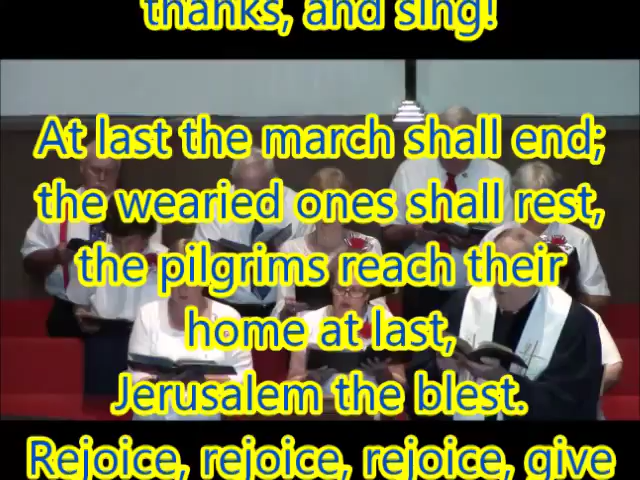 thanks, and sing!
At last the march shall end;
the wearied ones shall rest,
the pilgrims reach their
home at last,
Jerusalem the blest.
Rejoice, rejoice, rejoice, give